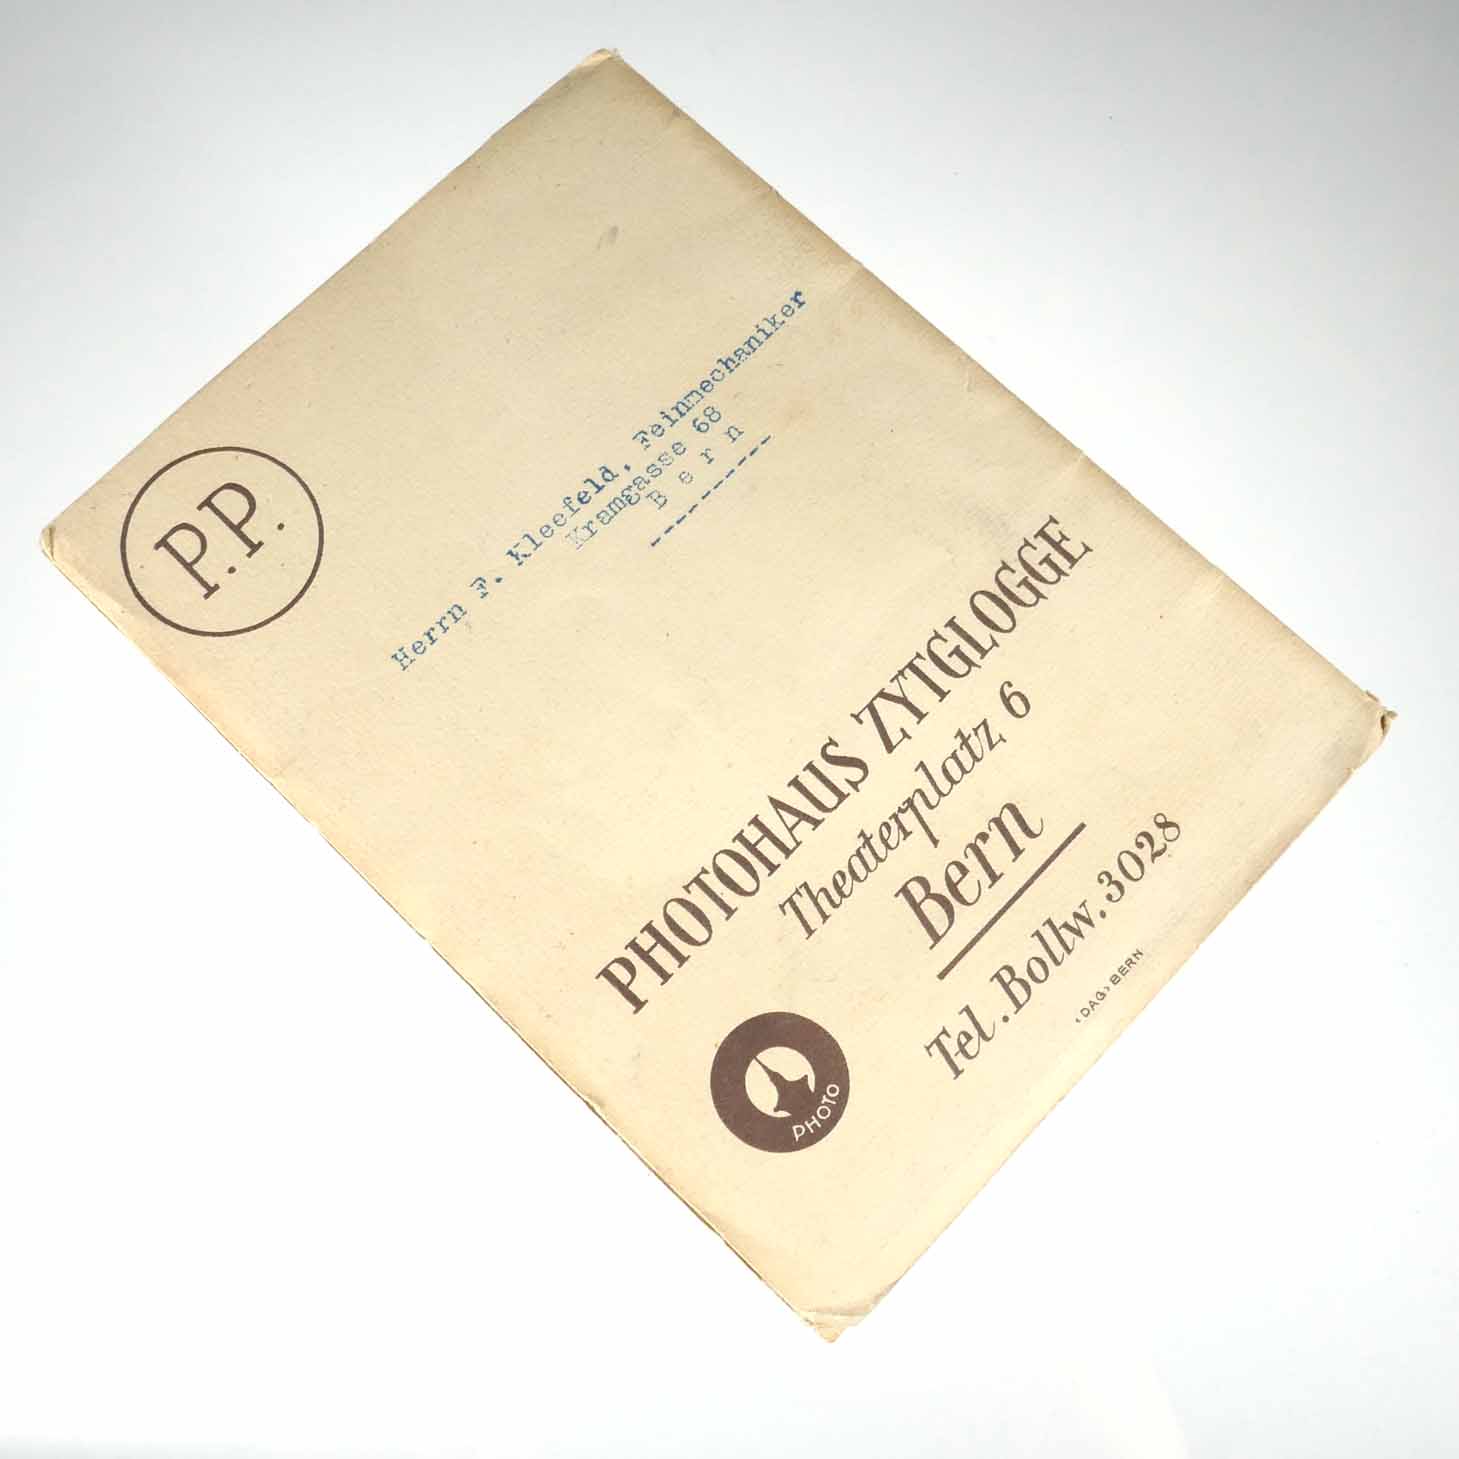 P.P.
Herrn F. Kleefeld, Feinmechaniker
Kramgasse 68
B e r n
---------
PHOTOHAUS ZYTGLOGGE
Theaterplatz 6
Bern
Tel. Bollw. 3028
‹DAG› BERN
PHOTO